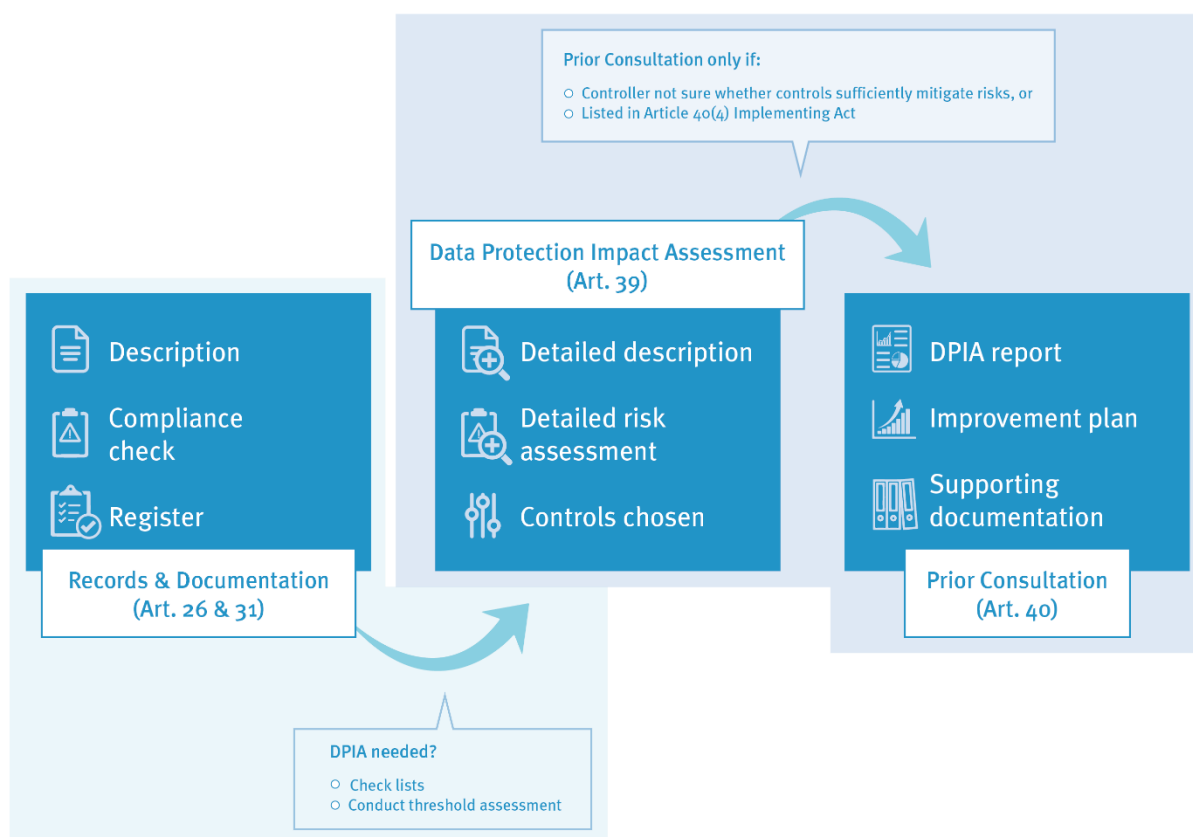 Prior Consultation only if:
Controller not sure whether controls sufficiently mitigate risks, or
Listed in Article 40(4) Implementing Act
Data Protection Impact Assessment
(Art. 39)
Description
Compliance
check
Register
Records & Documentation
(Art. 26 & 31)
Detailed description
Detailed risk
assessment
Controls chosen
DPIA report
Improvement plan
Supporting
documentation
Prior Consultation
(Art. 40)
DPIA needed?
Check lists
Conduct threshold assessment